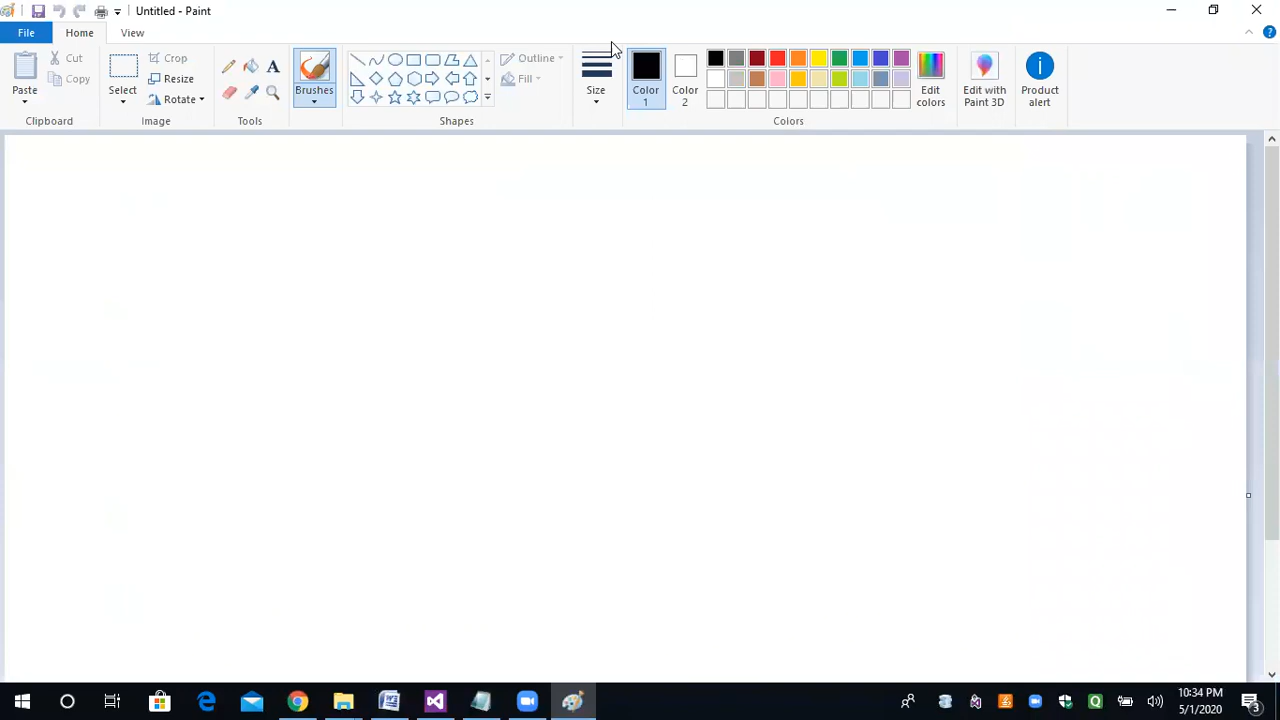 Untitled - Paint
File
Home
View
Paste
Cut
Copy
Clipboard
Select
Crop
Resize
Rotate
Image
A
Tools
Brushes
Outline
Fill
Shapes
Size
Color 1
Color 2
Edit colors
Colors
Edit with Paint 3D
Product alert
10:34 PM
5/1/2020
3